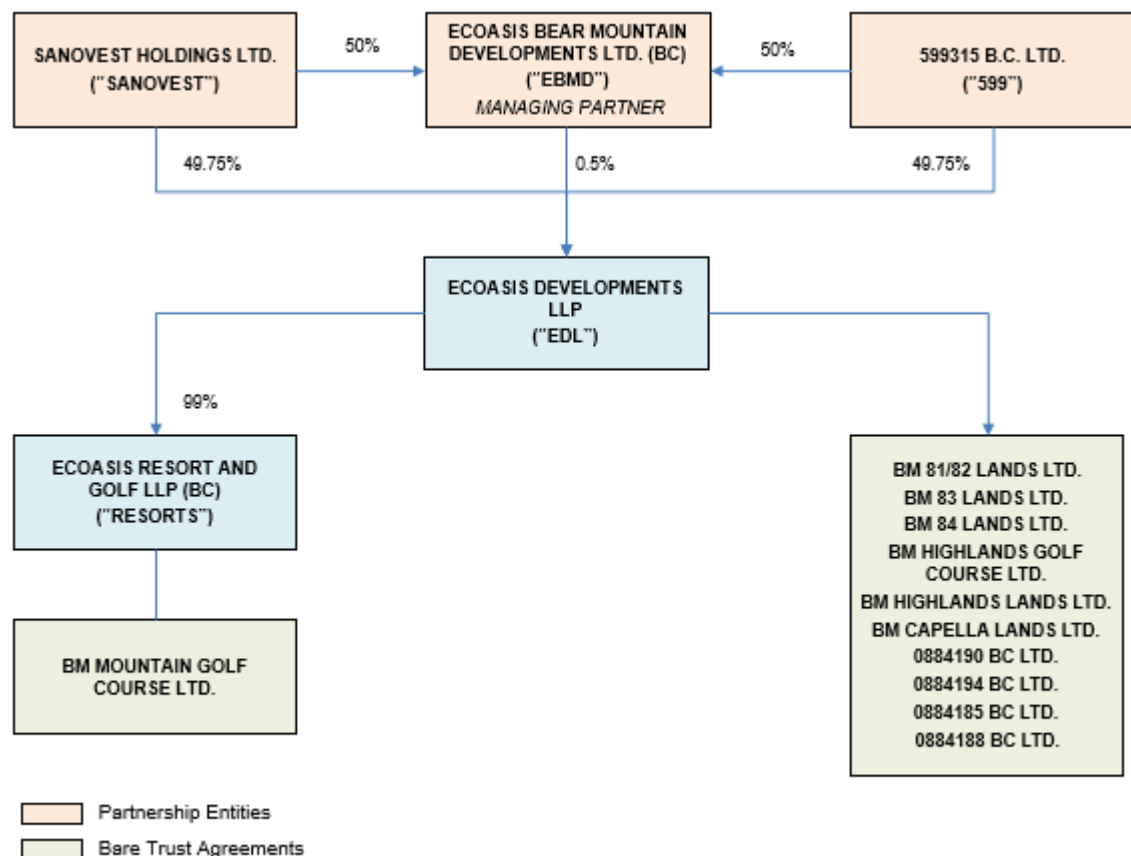 SANOVEST HOLDINGS LTD.
("SANOVEST")
50%
ECOASIS BEAR MOUNTAIN
DEVELOPMENTS LTD. (BC)
("EBMD")
MANAGING PARTNER
50%
599315 B.C. LTD.
("599")
49.75%
0.5%
49.75%
ECOASIS DEVELOPMENTS
LLP
("EDL")
99%
ECOASIS RESORT AND
GOLF LLP (BC)
("RESORTS")
BM MOUNTAIN GOLF
COURSE LTD.
BM 81/82 LANDS LTD.
BM 83 LANDS LTD.
BM 84 LANDS LTD.
BM HIGHLANDS GOLF
COURSE LTD.
BM HIGHLANDS LANDS LTD.
BM CAPELLA LANDS LTD.
0884190 BC LTD.
0884194 BC LTD.
0884185 BC LTD.
0884188 BC LTD.
Partnership Entities
Bare Trust Agreements